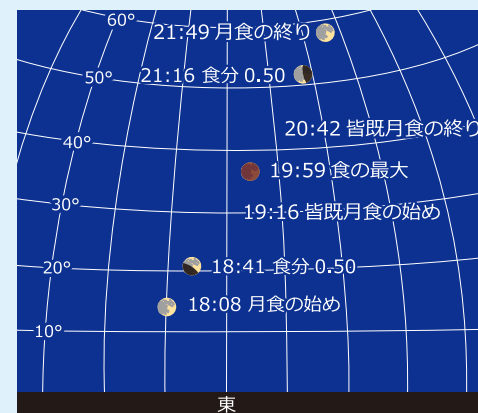 60°
21:49 月食の終り
50°
21:16 食分 0.50
20:42 皆既月食の終り
40°
19:59 食の最大
30°
19:16 皆既月食の始め
20°
18:41 食分 0.50
18:08 月食の始め
10°
東